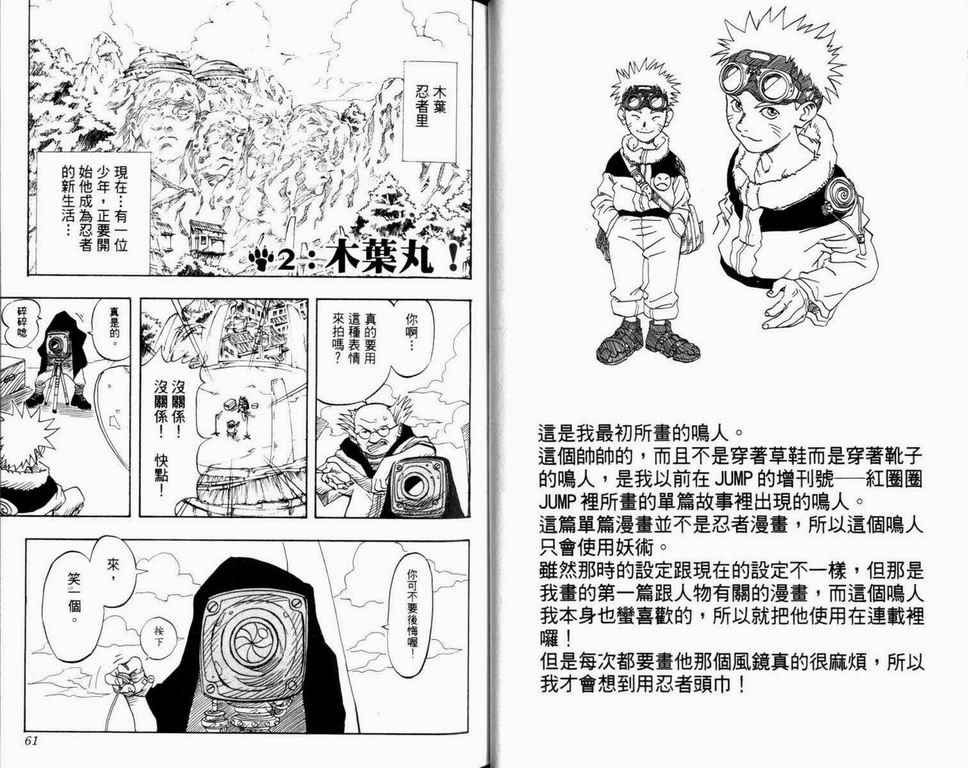 這是我最初所畫的鳴人。
這個帥帥的，而且不是穿著草鞋而是穿著靴子
的鳴人，是我以前在 JUMP 的增刊號──紅圈圈
JUMP 裡所畫的單篇故事裡出現的鳴人。
這篇單篇漫畫並不是忍者漫畫，所以這個鳴人
只會使用妖術。
雖然那時的設定跟現在的設定不一樣，但那是
我畫的第一篇跟人物有關的漫畫，而這個鳴人
我本身也蠻喜歡的，所以就把他使用在連載裡
囉！
但是每次都要畫他那個風鏡真的很麻煩，所以
我才會想到用忍者頭巾！
木葉
忍者里
現在…有一位
少年，正要開
始他成為忍者
的新生活…
2：木葉丸！
你啊…
真的要用
這種表情
來拍嗎？
沒關係！
沒關係！ 快點！
真是的。
碎碎唸
你可不要後悔喔！
來，
笑一個。
按下
61